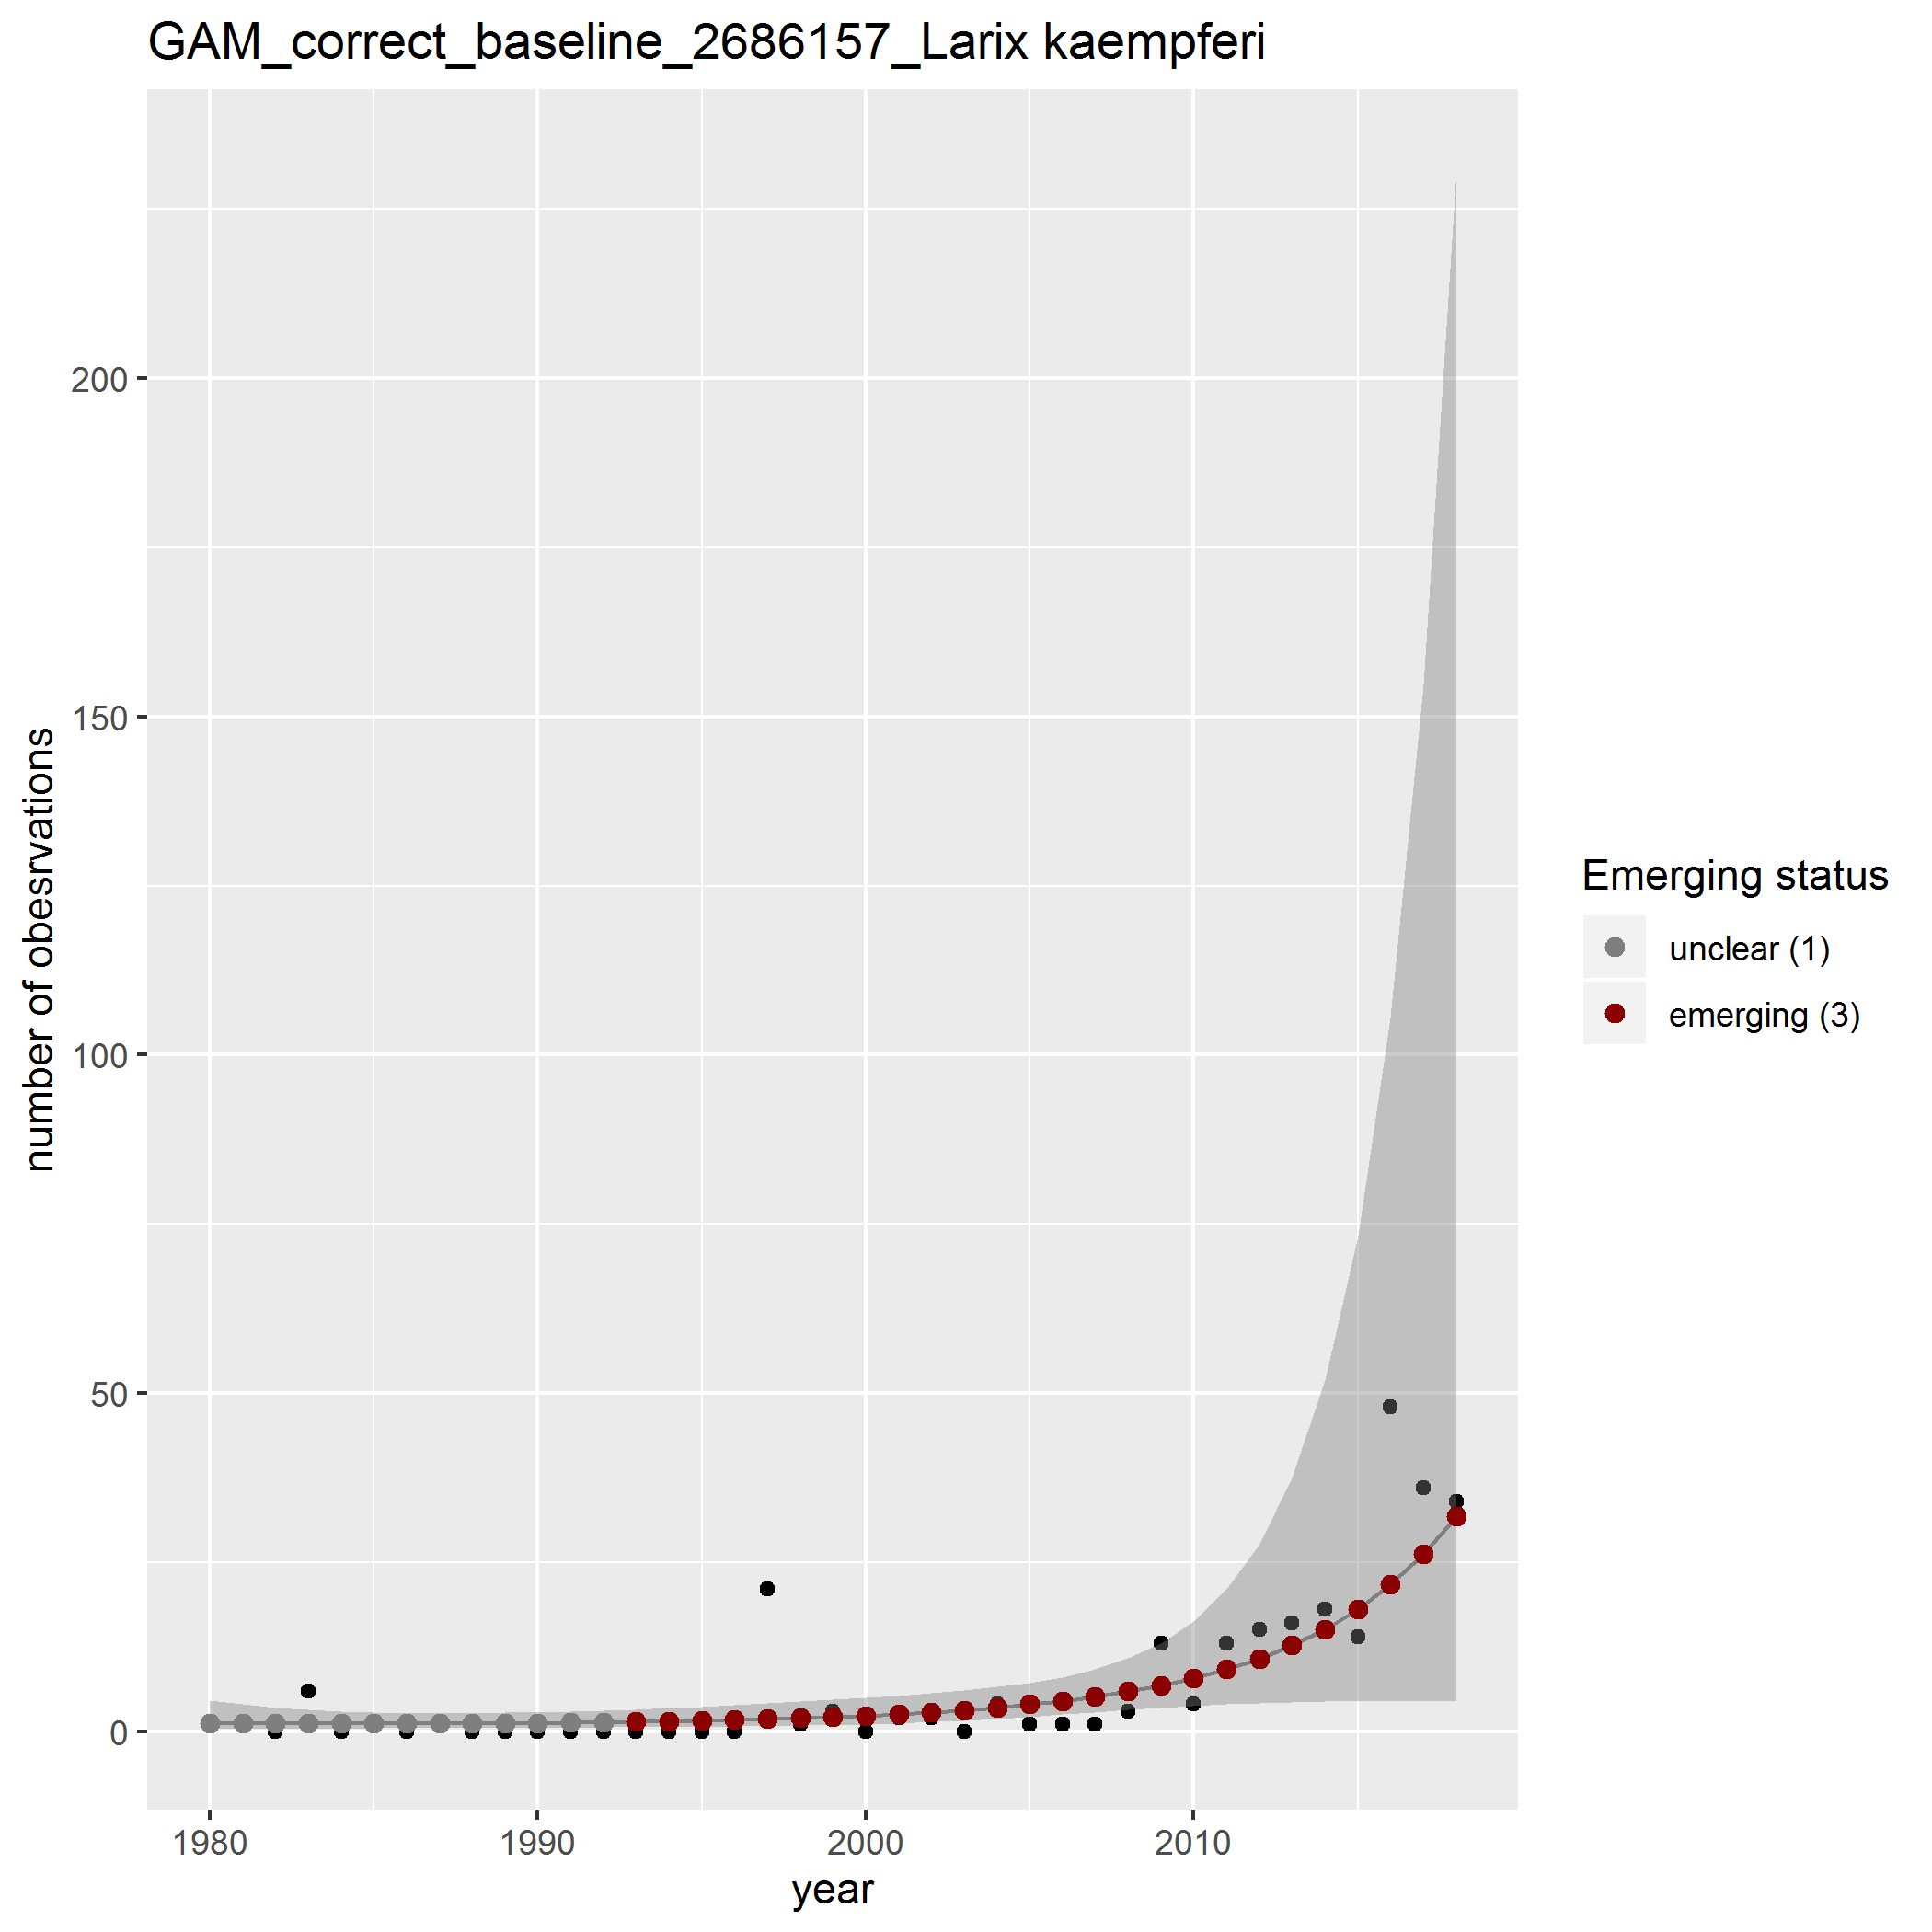 GAM_correct_baseline_2686157_Larix kaempferi
200
150
100
50
0
number of obesrvations
1980
1990
2000
2010
year
Emerging status
unclear (1)
emerging (3)